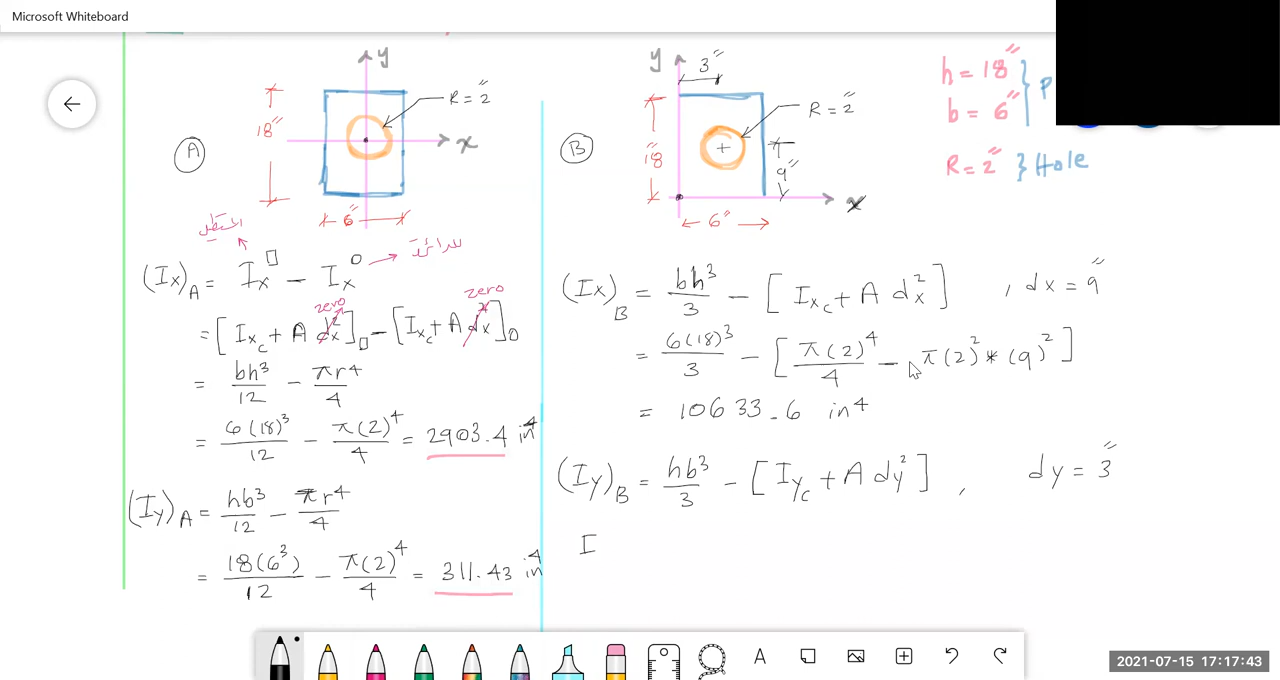 Microsoft Whiteboard
y
R = 2"
18"
x
A
6"
y
3"
R = 2"
B
18
9"
x
6"
h = 18"
b = 6"
P
R = 2" } Hole
المستطيل
للدائرة
(Ix)A = Ix□ - Ix○
zero zero
= [Ixc + A dx²]□ - [Ixc + A dx²]○
= bh³/12 - πr⁴/4
= 6(18)³/12 - π(2)⁴/4 = 2903.4 in⁴
(Iy)A = hb³/12 - πr⁴/4
= 18(6³)/12 - π(2)⁴/4 = 311.43 in⁴
(Ix)B = bh³/3 - [Ixc + A dx²] , dx = 9"
= 6(18)³/3 - [π(2)⁴/4 - π(2)² * (9)²]
= 10633.6 in⁴
(Iy)B = hb³/3 - [Iyc + A dy²] , dy = 3"
I
A
2021-07-15 17:17:43